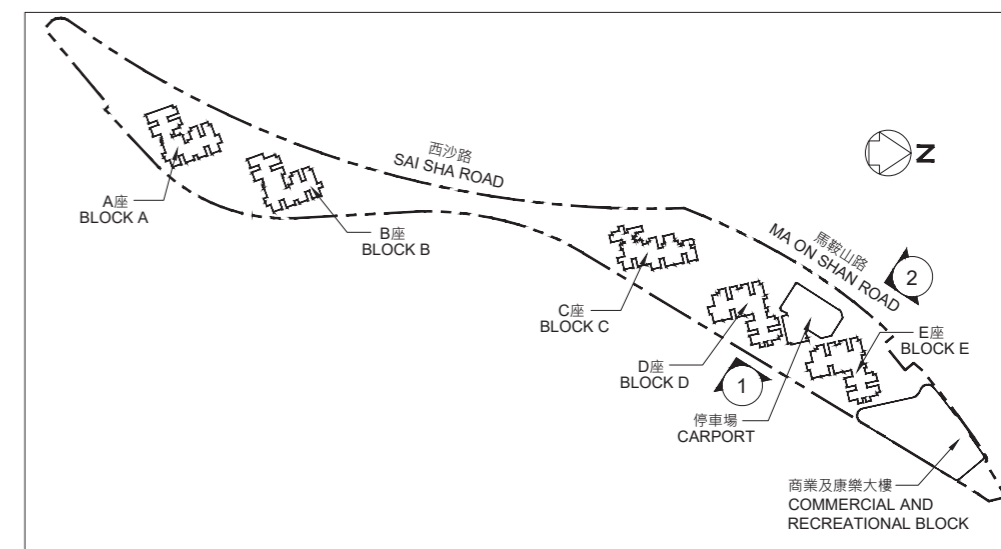 西沙路
SAI SHA ROAD
N
A座
BLOCK A
B座
BLOCK B
馬鞍山路
MA ON SHAN ROAD
2
C座
BLOCK C
E座
BLOCK E
D座
BLOCK D
1
停車場
CARPORT
商業及康樂大樓
COMMERCIAL AND
RECREATIONAL BLOCK